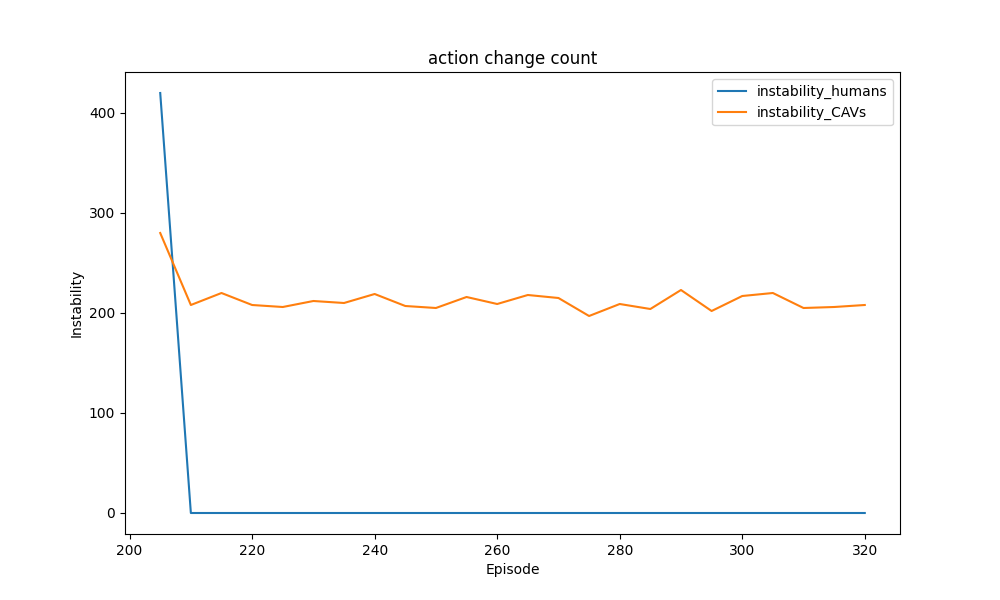 action change count
instability_humans
instability_CAVs
Instability
400
300
200
100
0
200 220 240 260 280 300 320
Episode